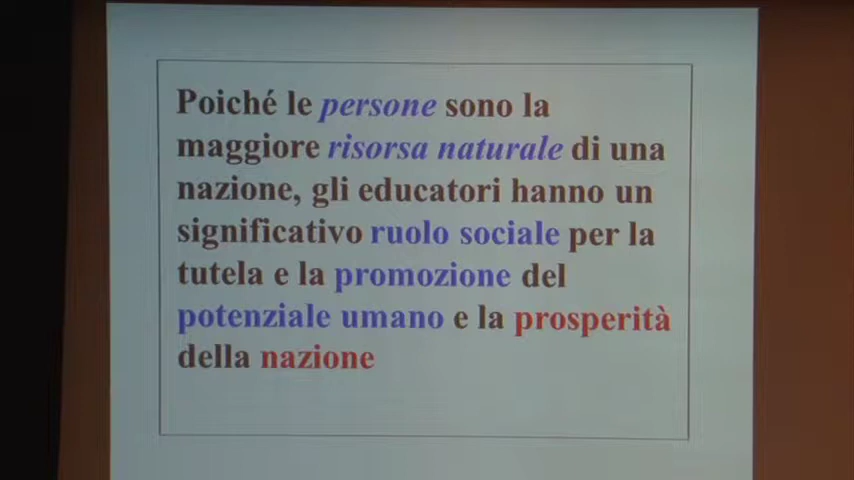 Poiché le persone sono la
maggiore risorsa naturale di una
nazione, gli educatori hanno un
significativo ruolo sociale per la
tutela e la promozione del
potenziale umano e la prosperità
della nazione